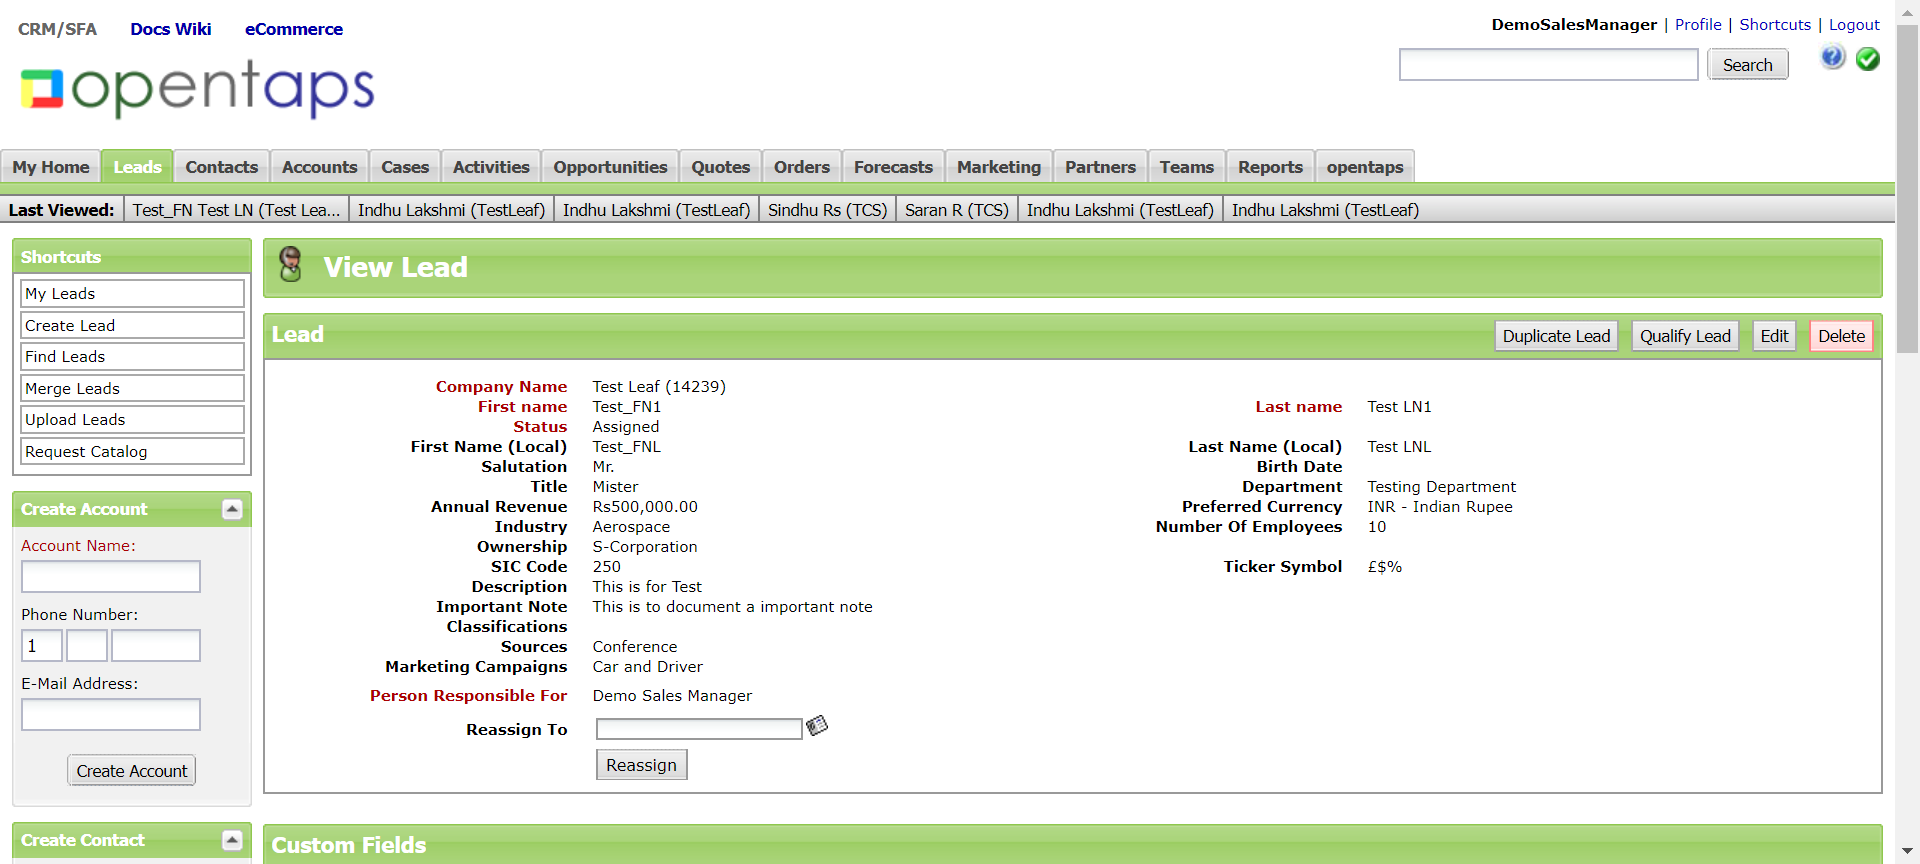 CRM/SFA Docs Wiki eCommerce
DemoSalesManager | Profile | Shortcuts | Logout
opentaps
Search
My Home Leads Contacts Accounts Cases Activities Opportunities Quotes Orders Forecasts Marketing Partners Teams Reports opentaps
Last Viewed: Test_FN Test LN (Test Lea... Indhu Lakshmi (TestLeaf) Indhu Lakshmi (TestLeaf) Sindhu Rs (TCS) Saran R (TCS) Indhu Lakshmi (TestLeaf) Indhu Lakshmi (TestLeaf)
Shortcuts
My Leads
Create Lead
Find Leads
Merge Leads
Upload Leads
Request Catalog
Create Account
Account Name:
Phone Number:
1
E-Mail Address:
Create Account
Create Contact
View Lead
Lead Duplicate Lead Qualify Lead Edit Delete
Company Name Test Leaf (14239)
First name Test_FN1 Last name Test LN1
Status Assigned
First Name (Local) Test_FNL Last Name (Local) Test LNL
Salutation Mr. Birth Date
Title Mister Department Testing Department
Annual Revenue Rs500,000.00 Preferred Currency INR - Indian Rupee
Industry Aerospace Number Of Employees 10
Ownership S-Corporation
SIC Code 250 Ticker Symbol £$%
Description This is for Test
Important Note This is to document a important note
Classifications
Sources Conference
Marketing Campaigns Car and Driver
Person Responsible For Demo Sales Manager
Reassign To
Reassign
Custom Fields